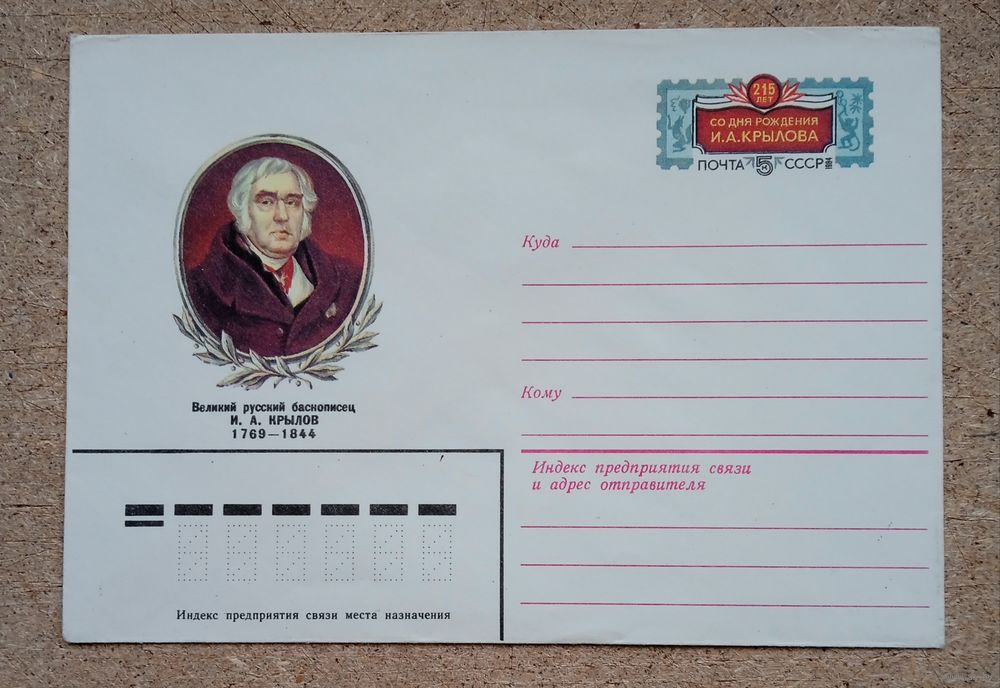 215
ЛЕТ
СО ДНЯ РОЖДЕНИЯ
И.А.КРЫЛОВА
ПОЧТА 5 К СССР 1984
Великий русский баснописец
И. А. КРЫЛОВ
1769—1844
Куда
Кому
Индекс предприятия связи
и адрес отправителя
Индекс предприятия связи места назначения